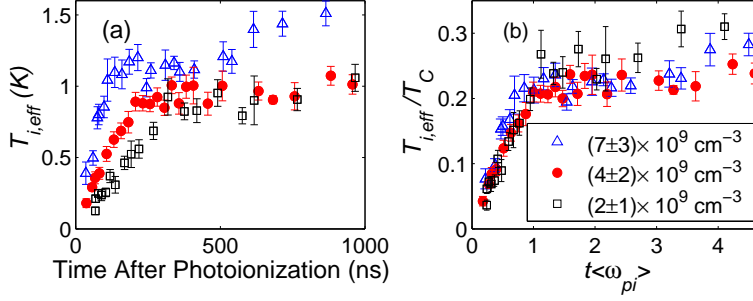 (a)
T_{i,eff} (K)
1.5
1
0.5
0
0
500
1000
Time After Photoionization (ns)
(b)
T_{i,eff}/T_C
0.3
0.2
0.1
0
0
1
2
3
4
t<ω_{pi}>
(7±3)× 10^9 cm^{−3}
(4±2)× 10^9 cm^{−3}
(2±1)× 10^9 cm^{−3}